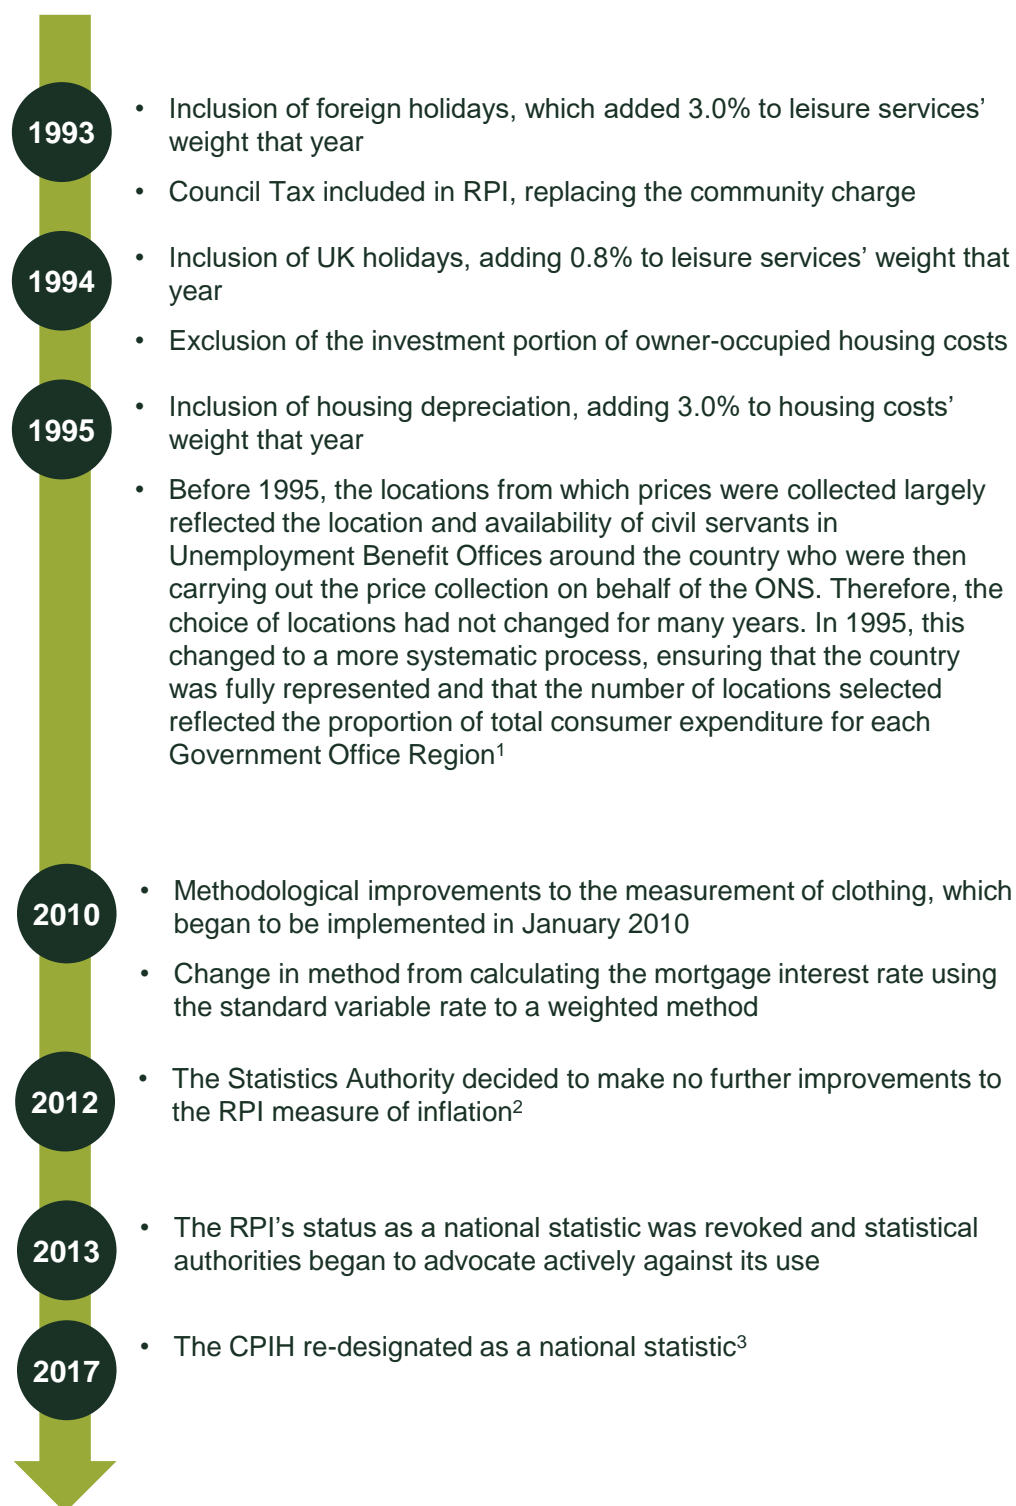 1993
• Inclusion of foreign holidays, which added 3.0% to leisure services’
weight that year
• Council Tax included in RPI, replacing the community charge
1994
• Inclusion of UK holidays, adding 0.8% to leisure services’ weight that
year
• Exclusion of the investment portion of owner-occupied housing costs
1995
• Inclusion of housing depreciation, adding 3.0% to housing costs’
weight that year
• Before 1995, the locations from which prices were collected largely
reflected the location and availability of civil servants in
Unemployment Benefit Offices around the country who were then
carrying out the price collection on behalf of the ONS. Therefore, the
choice of locations had not changed for many years. In 1995, this
changed to a more systematic process, ensuring that the country
was fully represented and that the number of locations selected
reflected the proportion of total consumer expenditure for each
Government Office Region¹
2010
• Methodological improvements to the measurement of clothing, which
began to be implemented in January 2010
• Change in method from calculating the mortgage interest rate using
the standard variable rate to a weighted method
2012
• The Statistics Authority decided to make no further improvements to
the RPI measure of inflation²
2013
• The RPI’s status as a national statistic was revoked and statistical
authorities began to advocate actively against its use
2017
• The CPIH re-designated as a national statistic³